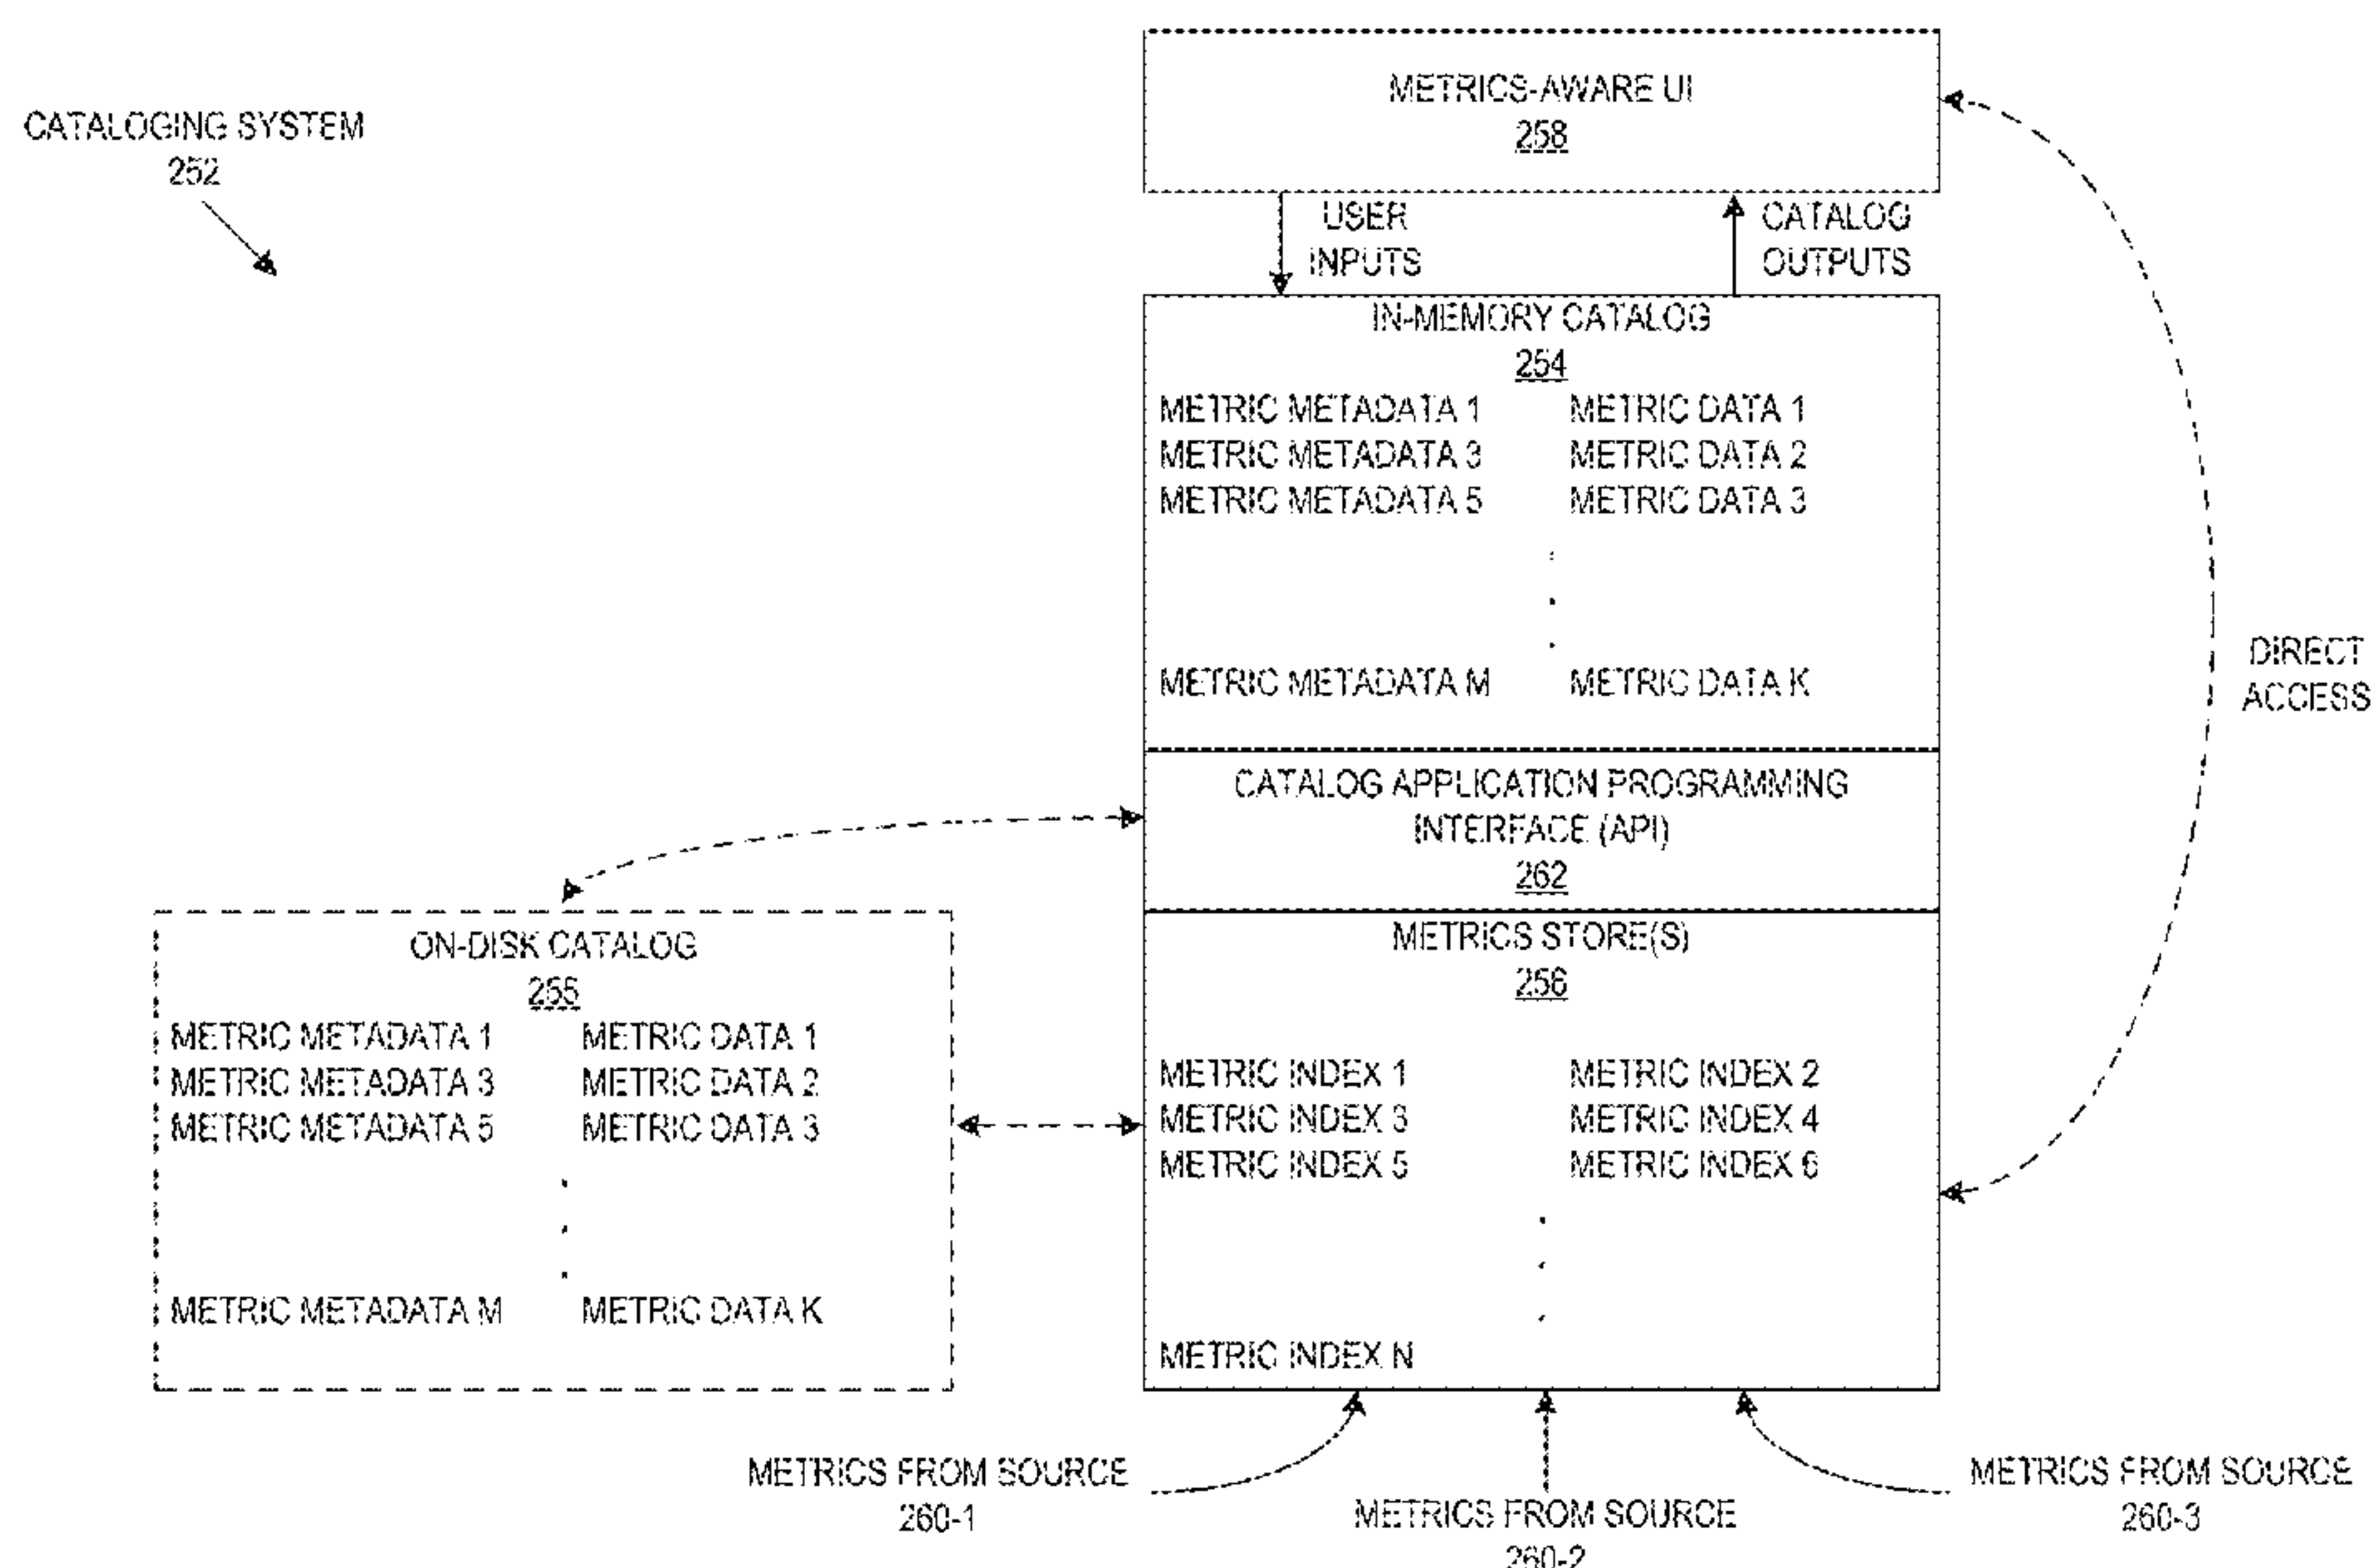 METRICS-AWARE UI
258
CATALOGING SYSTEM
252
USER
INPUTS
CATALOG
OUTPUTS
IN-MEMORY CATALOG
254
METRIC METADATA 1 METRIC DATA 1
METRIC METADATA 3 METRIC DATA 2
METRIC METADATA 5 METRIC DATA 3
METRIC METADATA M METRIC DATA K
DIRECT
ACCESS
CATALOG APPLICATION PROGRAMMING
INTERFACE (API)
262
ON-DISK CATALOG
255
METRIC METADATA 1 METRIC DATA 1
METRIC METADATA 3 METRIC DATA 2
METRIC METADATA 5 METRIC DATA 3
METRIC METADATA M METRIC DATA K
METRICS STORE(S)
256
METRIC INDEX 1 METRIC INDEX 2
METRIC INDEX 3 METRIC INDEX 4
METRIC INDEX 5 METRIC INDEX 6
METRIC INDEX N
METRICS FROM SOURCE
260-1
METRICS FROM SOURCE
260-2
METRICS FROM SOURCE
260-3